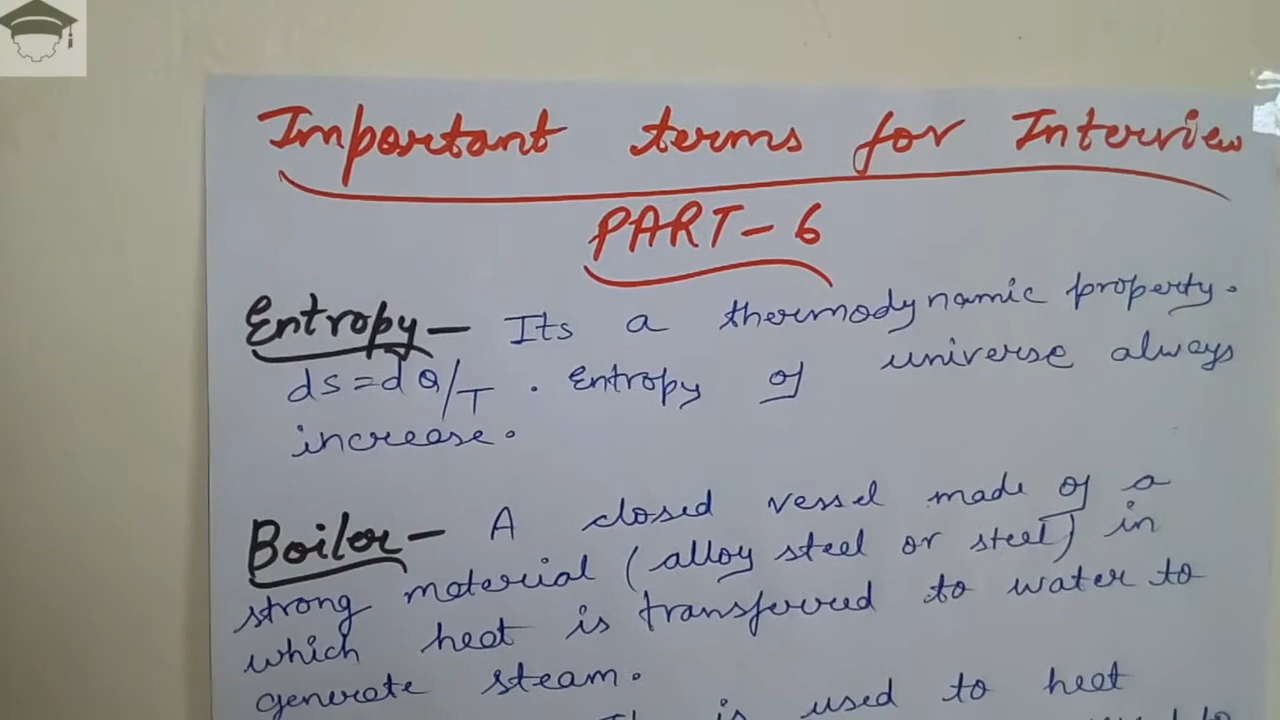 Important terms for Interview
PART-6
Entropy- Its a thermodynamic property.
ds=dQ/T . Entropy of universe always
increase.
Boiler- A closed vessel made of a
strong material (alloy steel or steel) in
which heat is transferred to water to
generate steam.
is used to heat